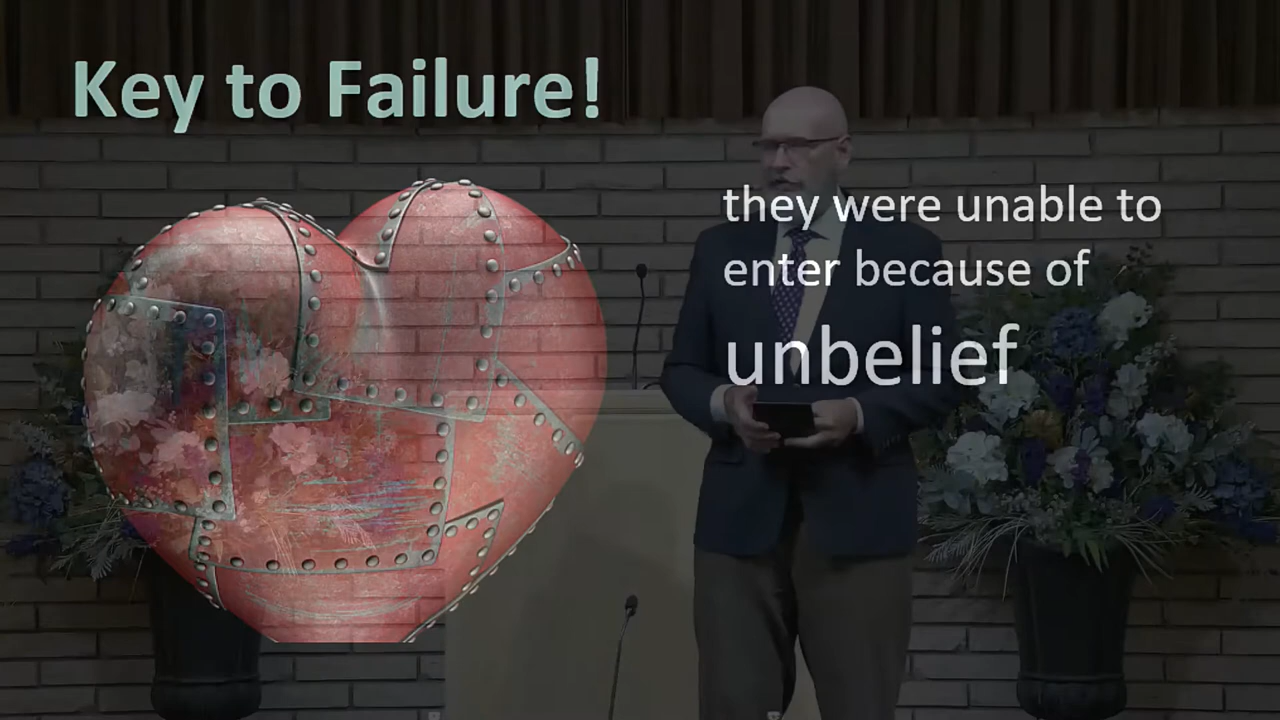 Key to Failure!
they were unable to
enter because of
unbelief